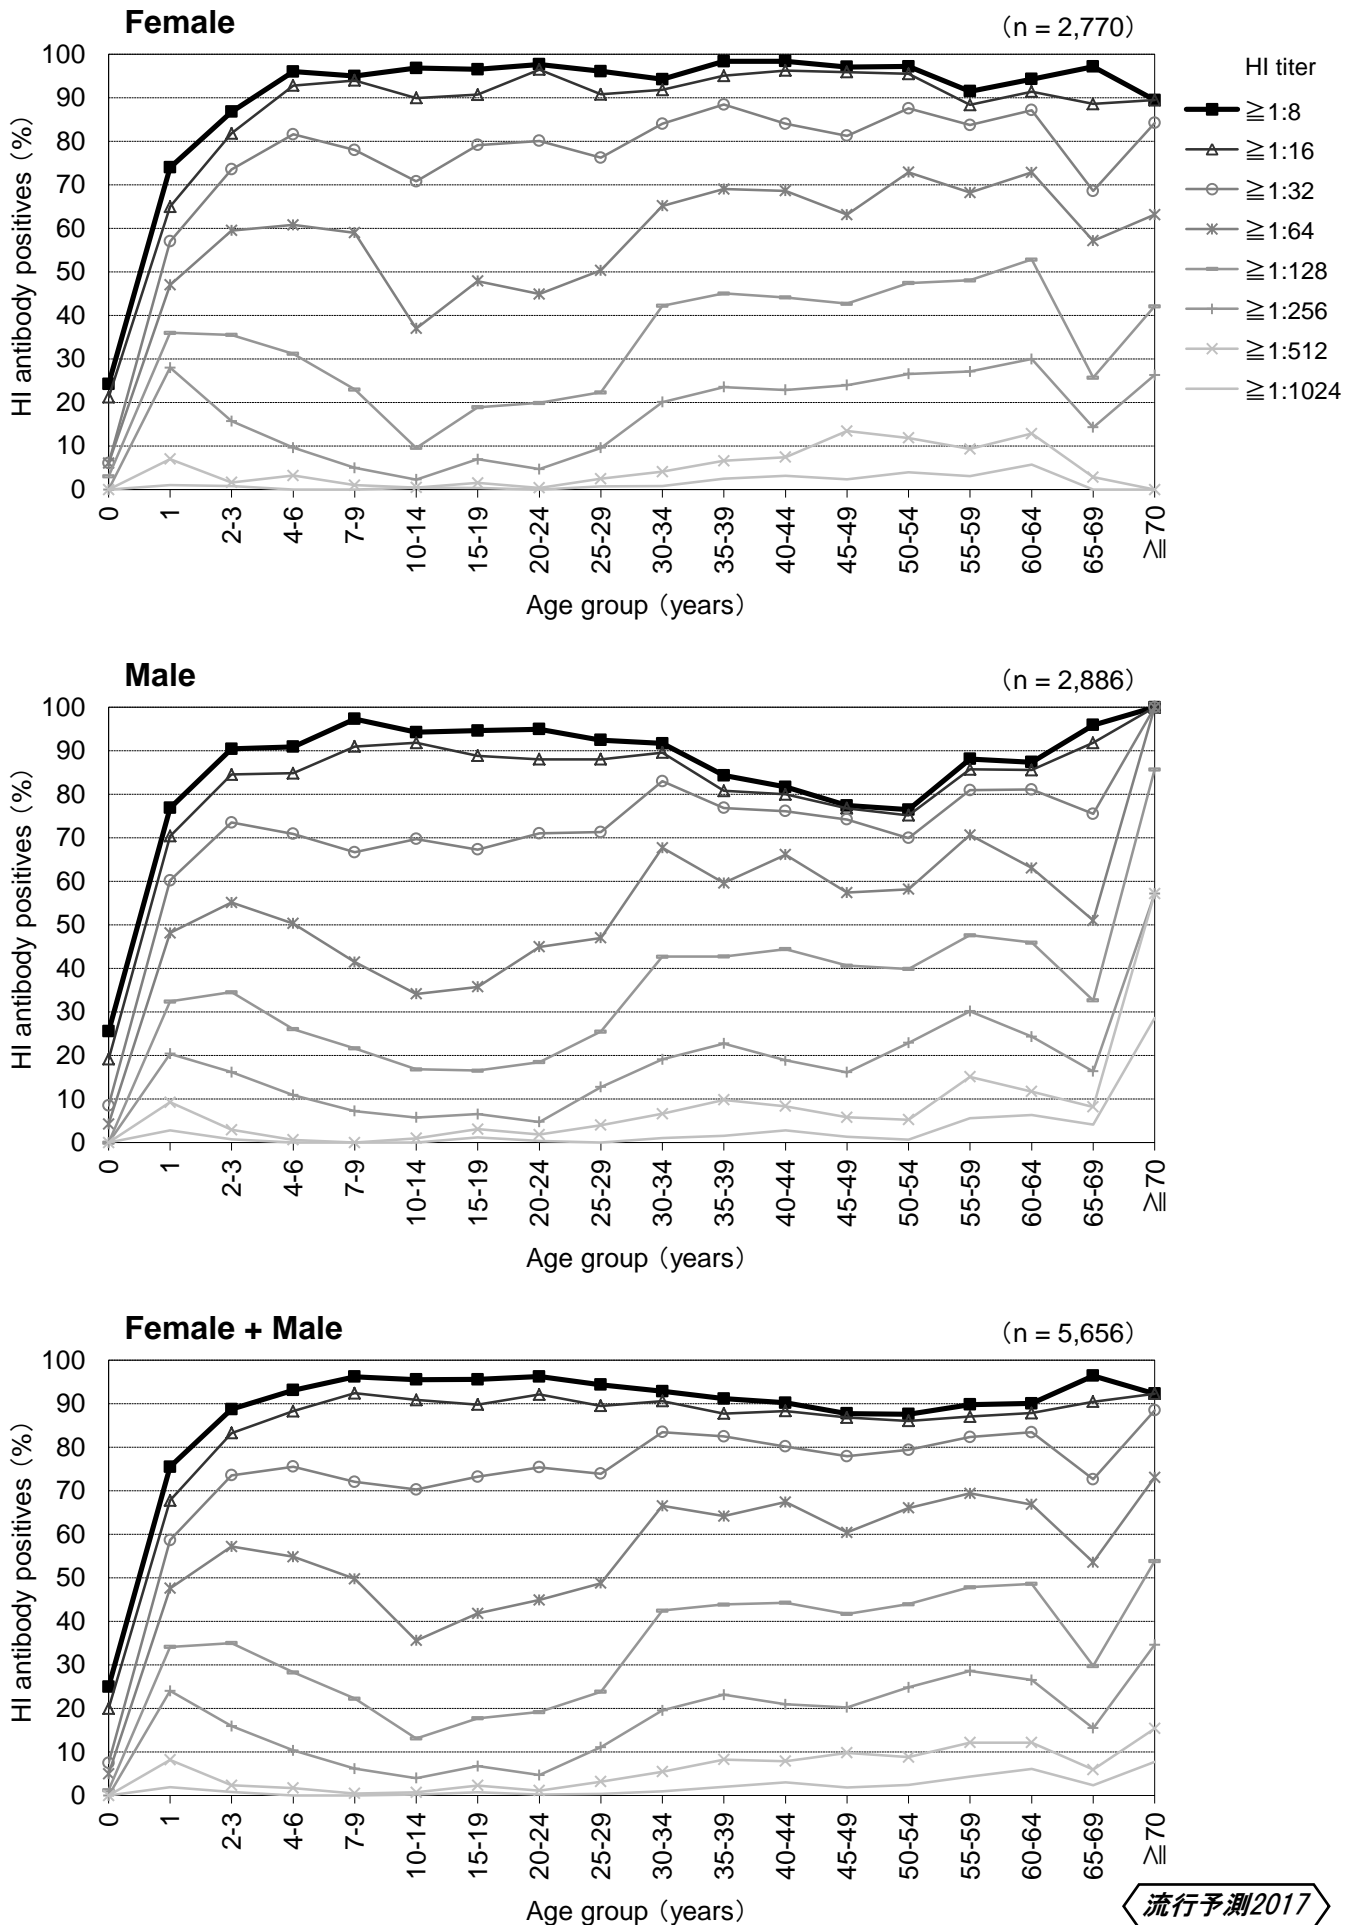 Female (n = 2,770)
HI titer
≧1:8
≧1:16
≧1:32
≧1:64
≧1:128
≧1:256
≧1:512
≧1:1024
HI antibody positives (%)
100
90
80
70
60
50
40
30
20
10
0
0 1 2-3 4-6 7-9 10-14 15-19 20-24 25-29 30-34 35-39 40-44 45-49 50-54 55-59 60-64 65-69 ≧70
Age group (years)
Male (n = 2,886)
HI antibody positives (%)
100
90
80
70
60
50
40
30
20
10
0
0 1 2-3 4-6 7-9 10-14 15-19 20-24 25-29 30-34 35-39 40-44 45-49 50-54 55-59 60-64 65-69 ≧70
Age group (years)
Female + Male (n = 5,656)
HI antibody positives (%)
100
90
80
70
60
50
40
30
20
10
0
0 1 2-3 4-6 7-9 10-14 15-19 20-24 25-29 30-34 35-39 40-44 45-49 50-54 55-59 60-64 65-69 ≧70
Age group (years)
流行予測2017